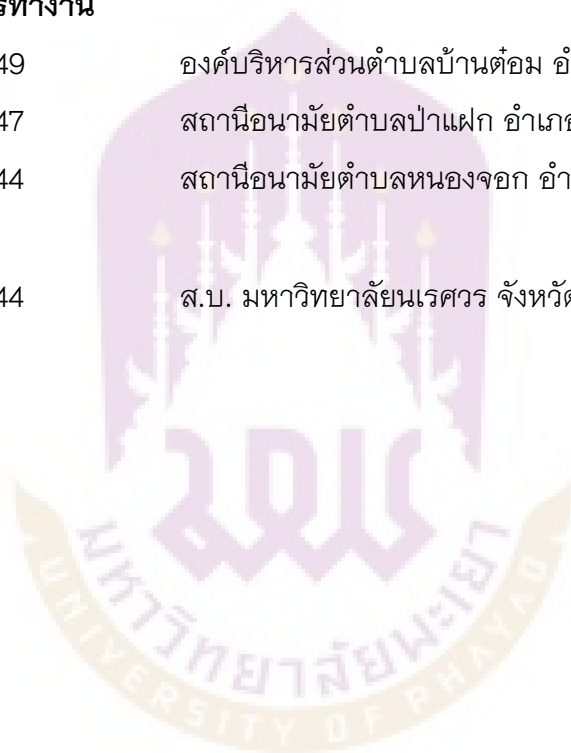 รทำงาน
49 องค์บริหารส่วนตำบลบ้านต๋อม อำ
47 สถานีอนามัยตำบลป่าแฝก อำเภอ
44 สถานีอนามัยตำบลหนองจอก อำ
44 ส.บ. มหาวิทยาลัยนเรศวร จังหวัด
มหาวิทยาลัยพะเยา
UNIVERSITY OF PHAYAO